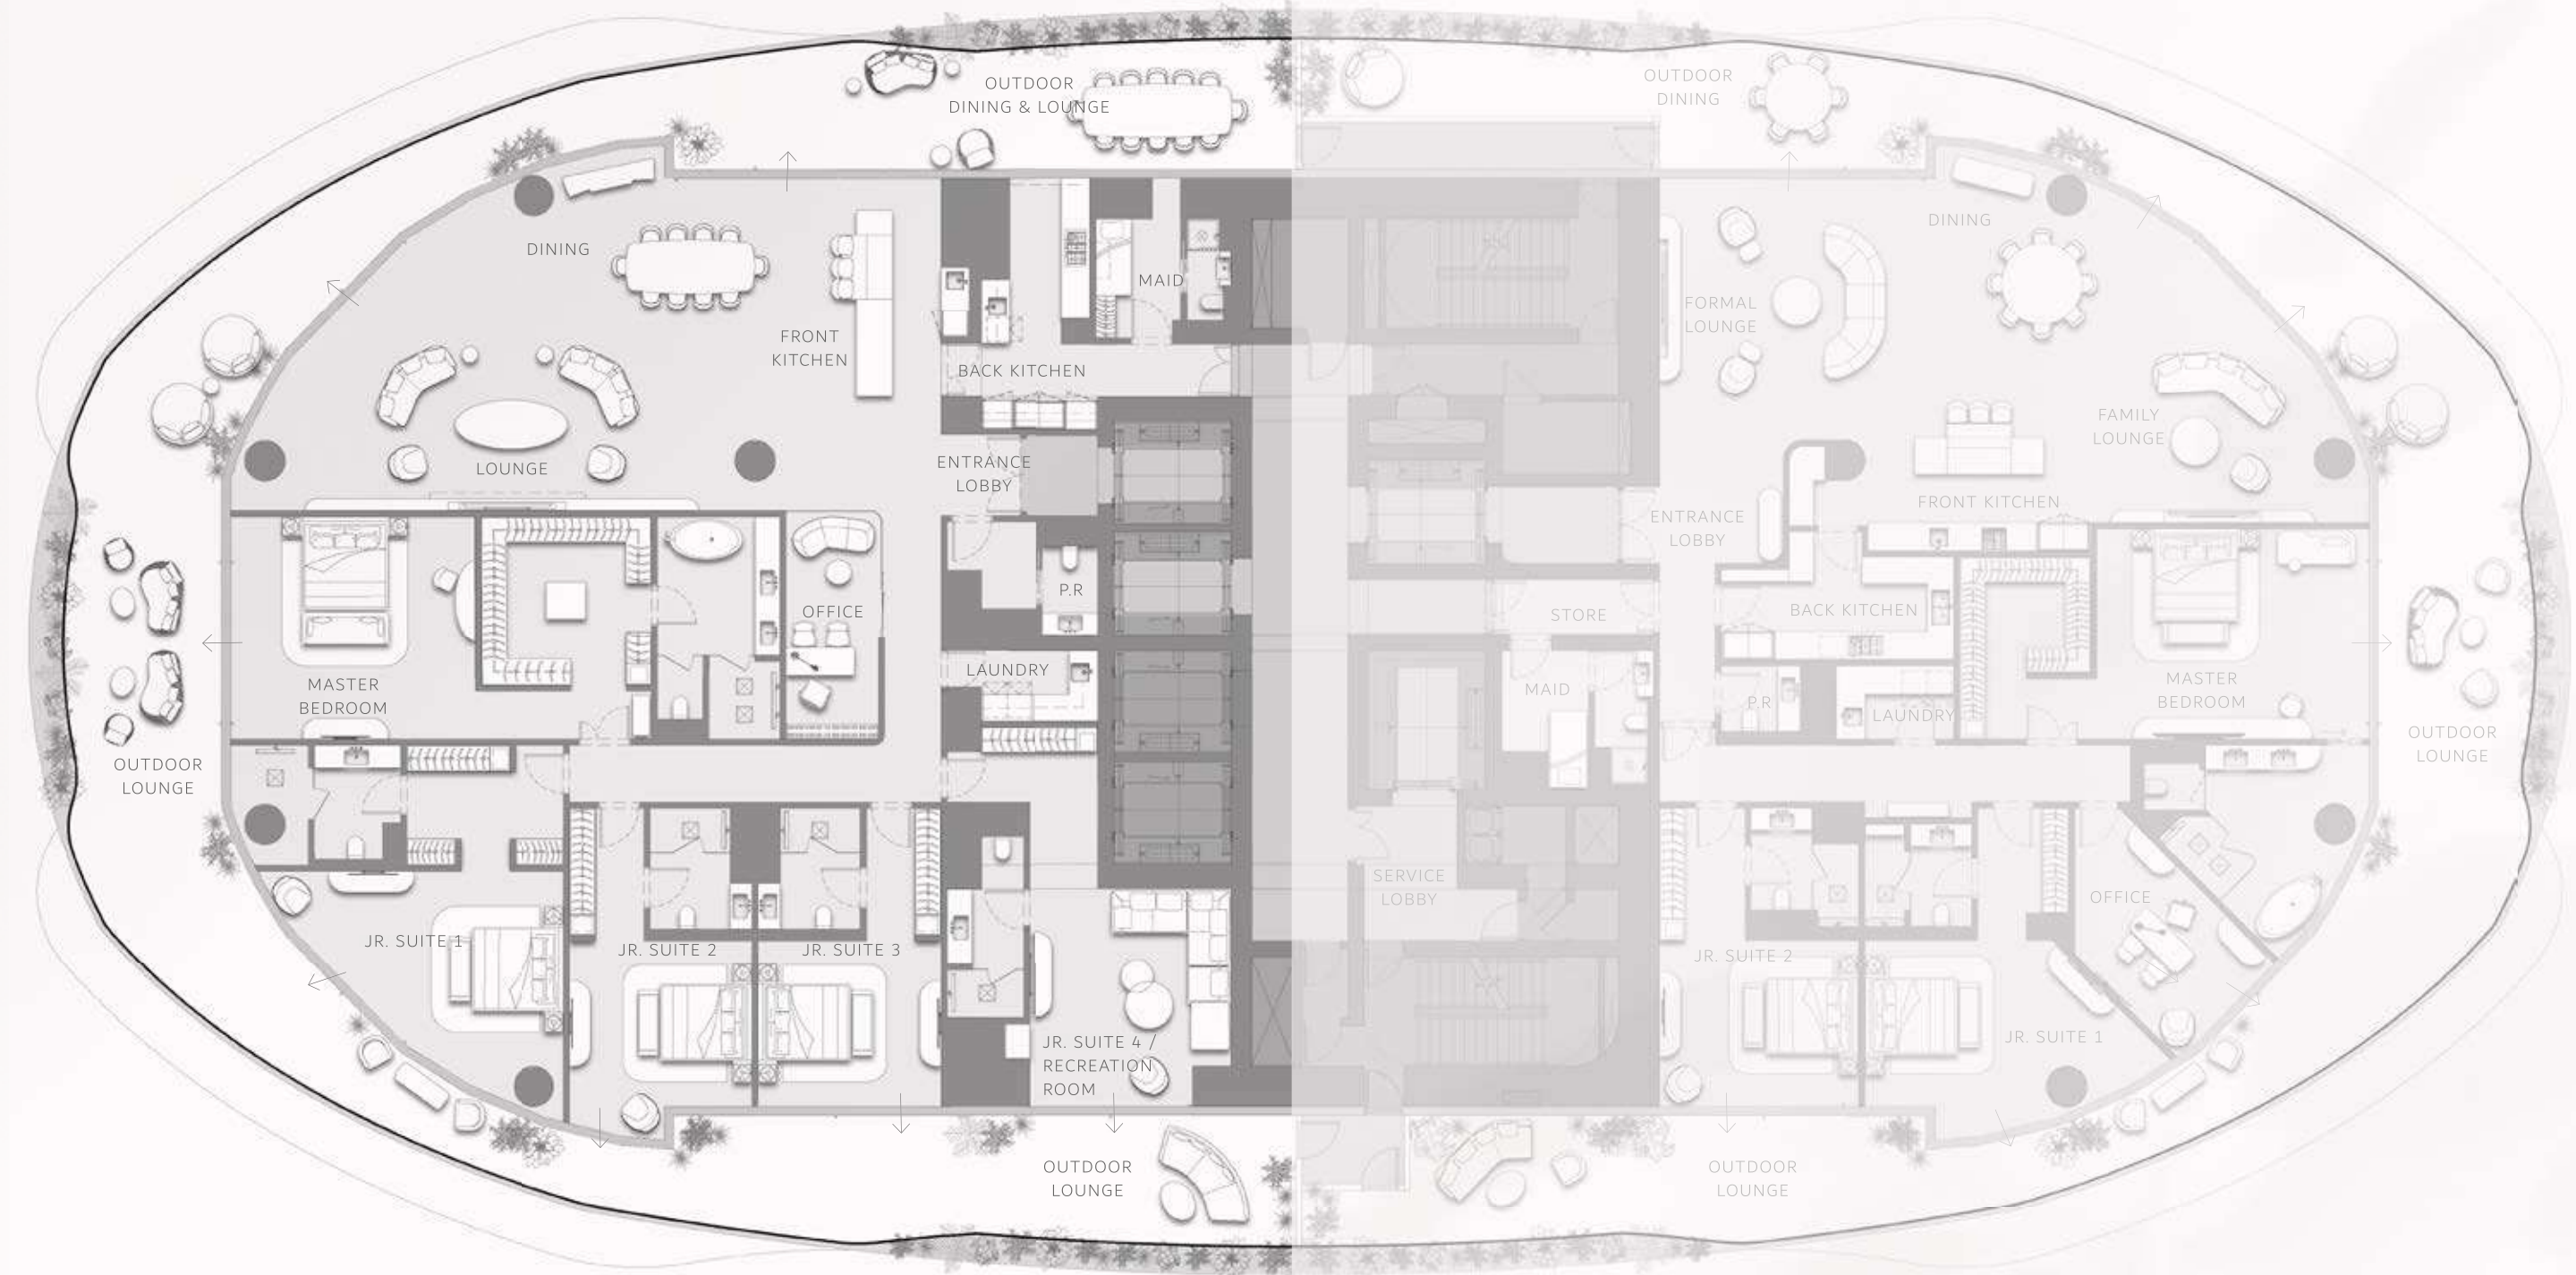 OUTDOOR
DINING & LOUNGE
DINING
FRONT
KITCHEN
MAID
BACK KITCHEN
LOUNGE
ENTRANCE
LOBBY
P.R
OFFICE
LAUNDRY
MASTER
BEDROOM
OUTDOOR
LOUNGE
JR. SUITE 1
JR. SUITE 2
JR. SUITE 3
JR. SUITE 4 /
RECREATION
ROOM
OUTDOOR
LOUNGE
OUTDOOR
DINING
DINING
FORMAL
LOUNGE
FAMILY
LOUNGE
FRONT KITCHEN
ENTRANCE
LOBBY
STORE
BACK KITCHEN
MAID
P.R
LAUNDRY
MASTER
BEDROOM
OUTDOOR
LOUNGE
SERVICE
LOBBY
OFFICE
JR. SUITE 2
JR. SUITE 1
OUTDOOR
LOUNGE